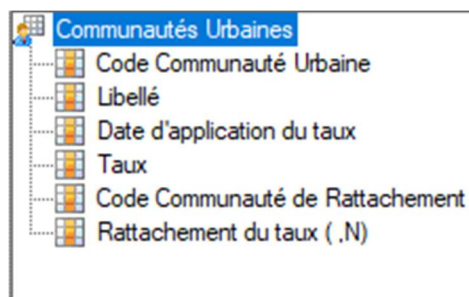 Communautés Urbaines
Code Communauté Urbaine
Libellé
Date d'application du taux
Taux
Code Communauté de Rattachement
Rattachement du taux ( ,N)